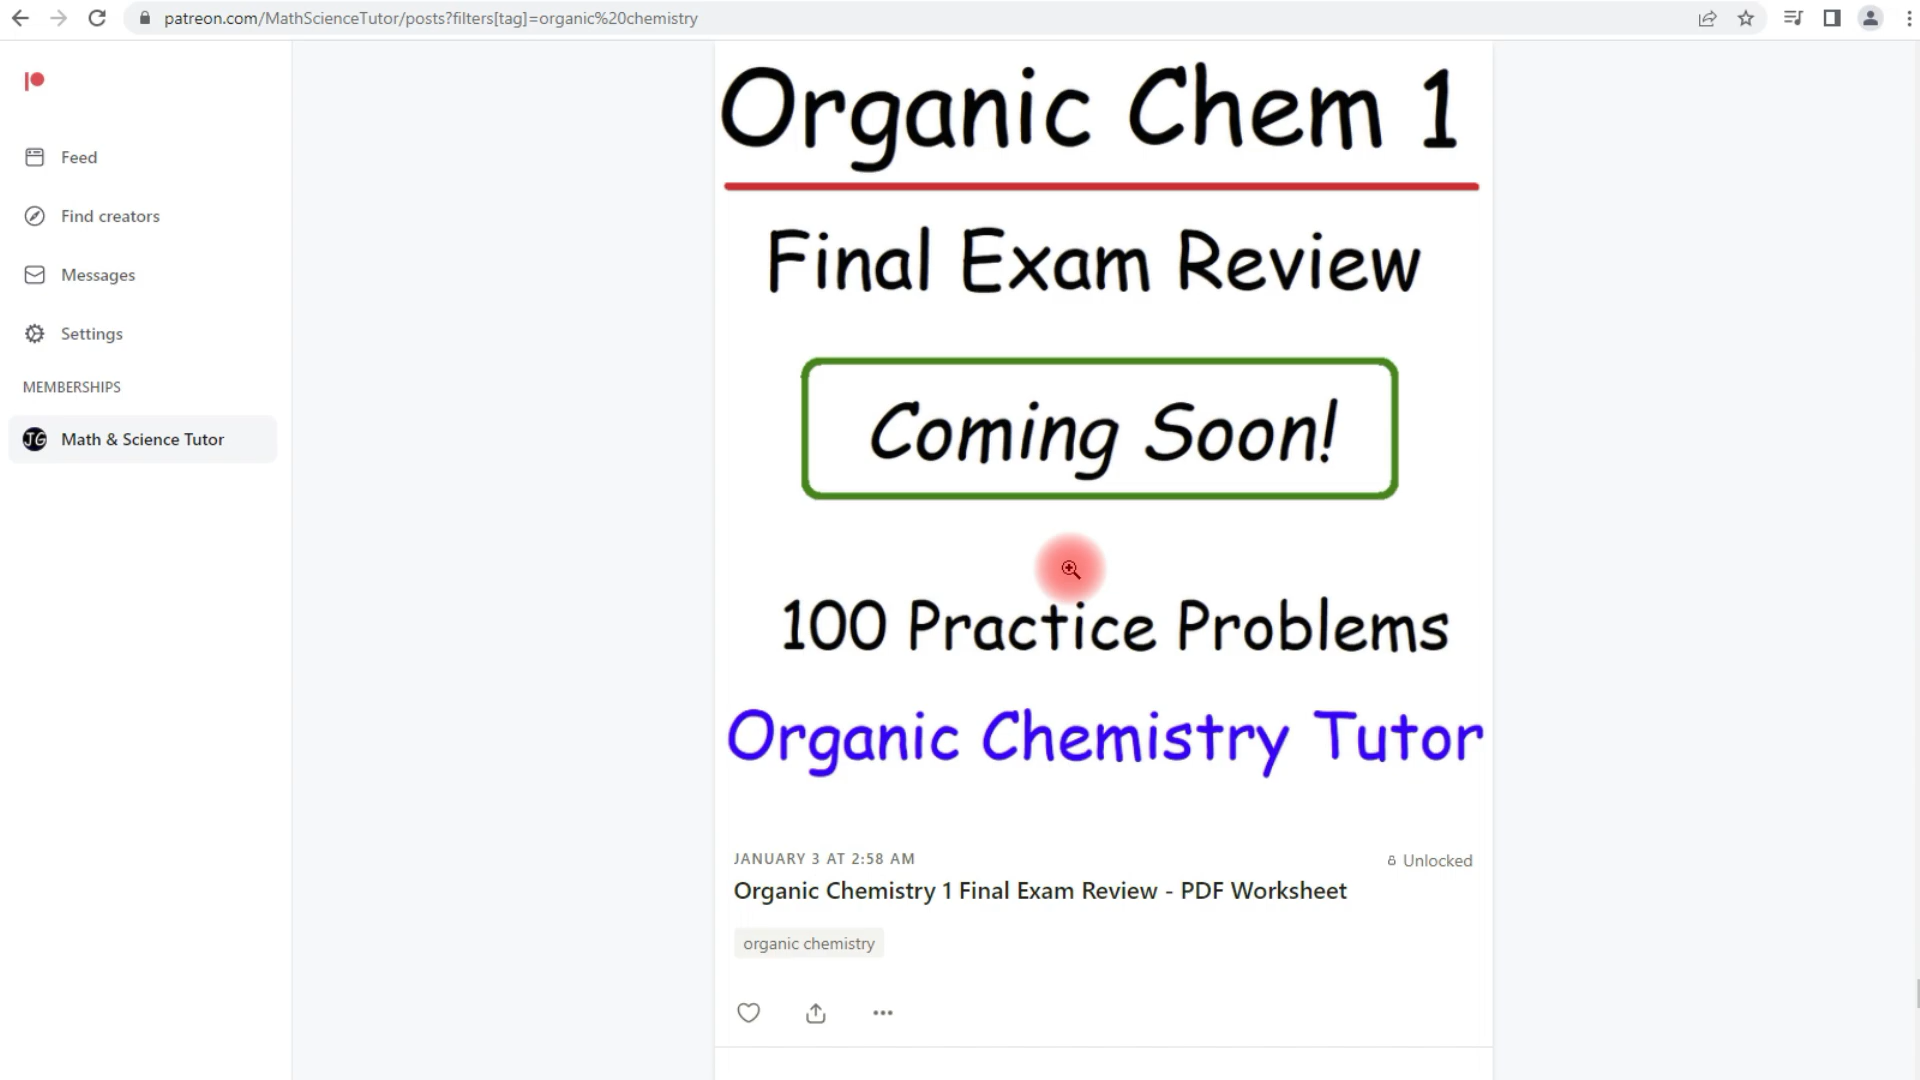 patreon.com/MathScienceTutor/posts?filters[tag]=organic%20chemistry
Feed
Find creators
Messages
Settings
MEMBERSHIPS
JG Math & Science Tutor
Organic Chem 1
Final Exam Review
Coming Soon!
100 Practice Problems
Organic Chemistry Tutor
JANUARY 3 AT 2:58 AM
Unlocked
Organic Chemistry 1 Final Exam Review - PDF Worksheet
organic chemistry